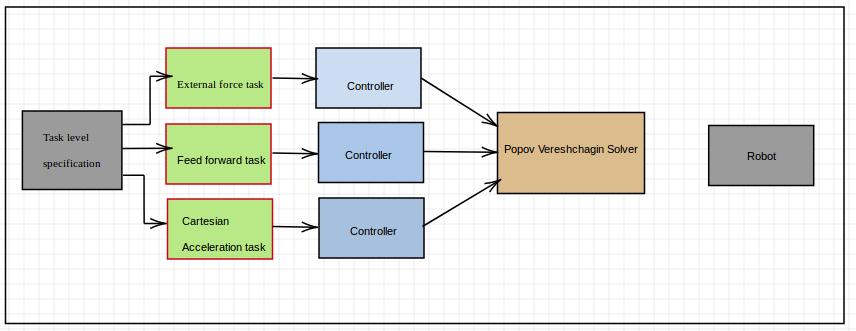 Task level
specification
External force task
Feed forward task
Cartesian
Acceleration task
Controller
Controller
Controller
Popov Vereshchagin Solver
Robot